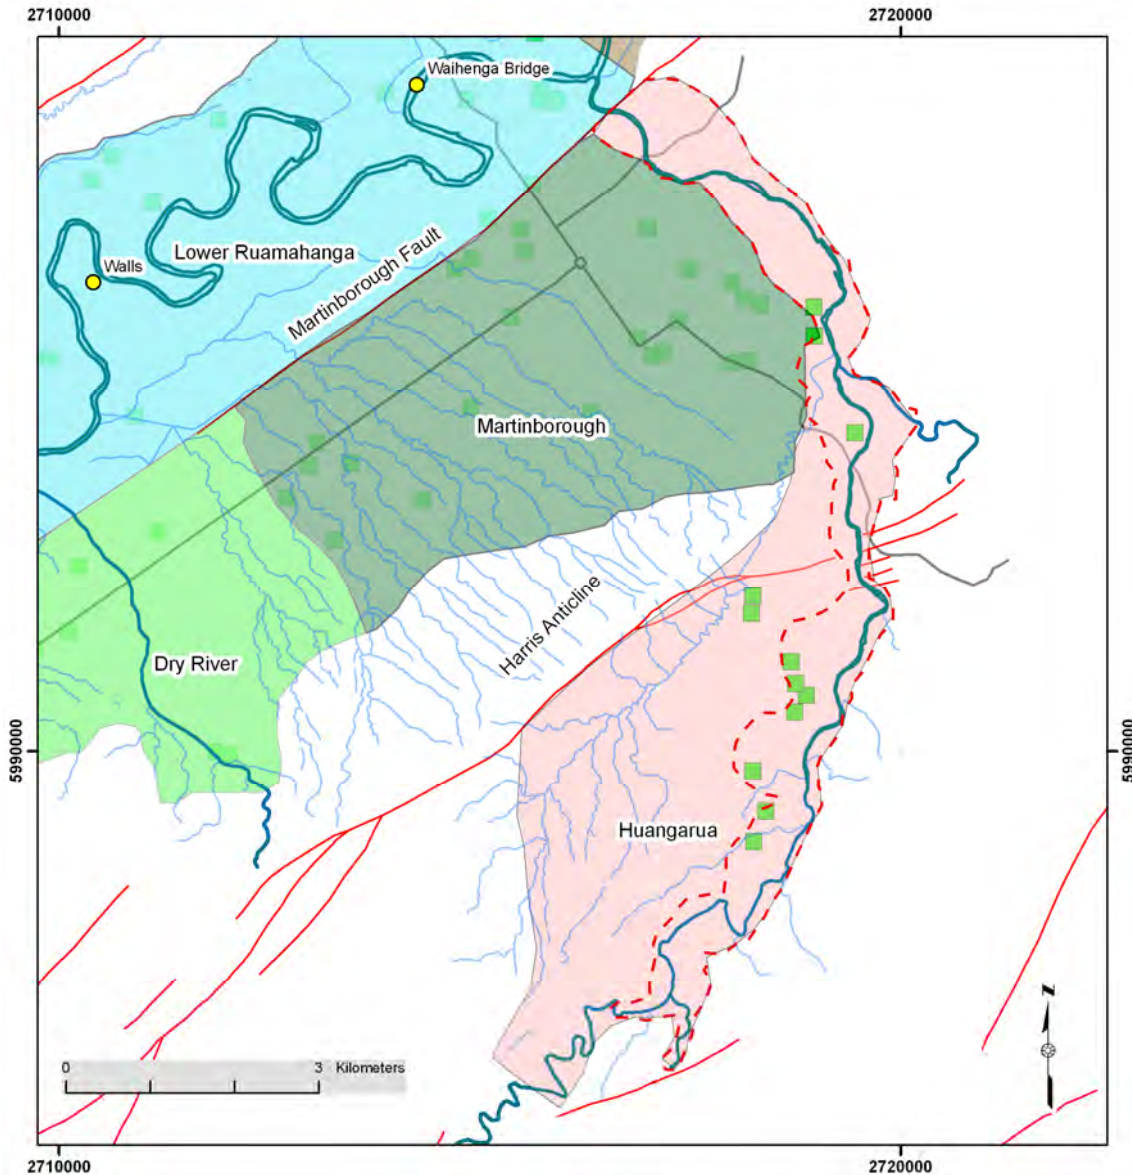 2710000
2720000
Waihenga Bridge
Lower Ruamahanga
Walls
Martinborough Fault
Martinborough
Harris Anticline
Dry River
5990000
5990000
Huangarua
N
0 3 Kilometers
2710000
2720000